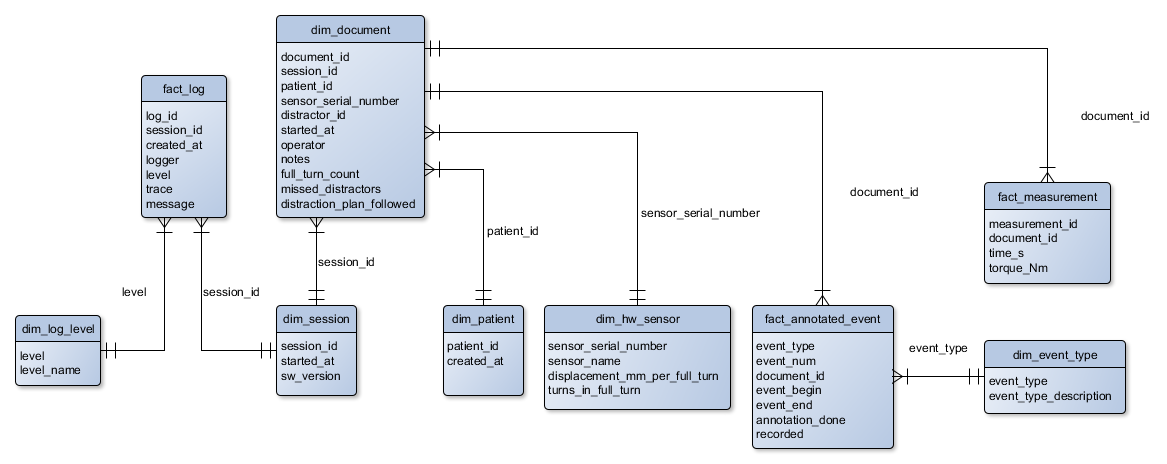 dim_document
document_id
session_id
patient_id
sensor_serial_number
distractor_id
started_at
operator
notes
full_turn_count
missed_distractors
distraction_plan_followed
fact_log
log_id
session_id
created_at
logger
level
trace
message
document_id
fact_measurement
measurement_id
document_id
time_s
torque_Nm
document_id
sensor_serial_number
patient_id
session_id
level
session_id
dim_log_level
level
level_name
dim_session
session_id
started_at
sw_version
dim_patient
patient_id
created_at
dim_hw_sensor
sensor_serial_number
sensor_name
displacement_mm_per_full_turn
turns_in_full_turn
fact_annotated_event
event_type
event_num
document_id
event_begin
event_end
annotation_done
recorded
event_type
dim_event_type
event_type
event_type_description